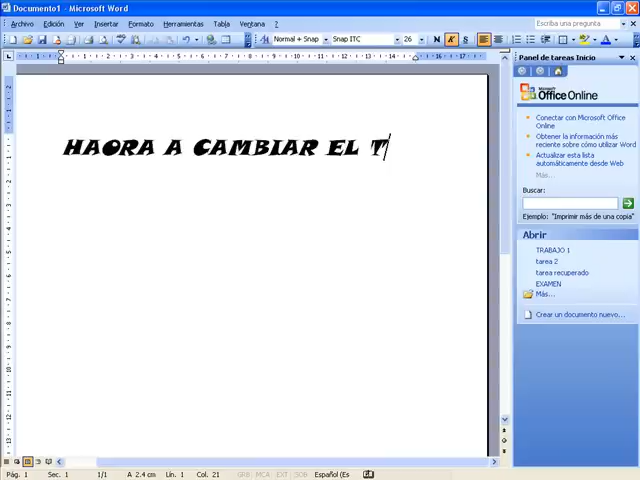 Documento1 - Microsoft Word
Archivo Edición Ver Insertar Formato Herramientas Tabla Ventana ?
Escriba una pregunta
Normal + Snap Snap ITC 26 N K S
Panel de tareas Inicio
Microsoft
Office Online
Conectar con Microsoft Office
Online
Obtener la información más
reciente sobre cómo utilizar Word
Actualizar esta lista
automáticamente desde Web
Más...
Buscar:
Ejemplo: "Imprimir más de una copia"
Abrir
TRABAJO 1
tarea 2
tarea recuperado
EXAMEN
Más...
Crear un documento nuevo...
HAORA A CAMBIAR EL T
Pág. 1 Sec. 1 1/1 A 2.4 cm Lín. 1 Col. 21 GRB MCA EXT SOB Español (Es